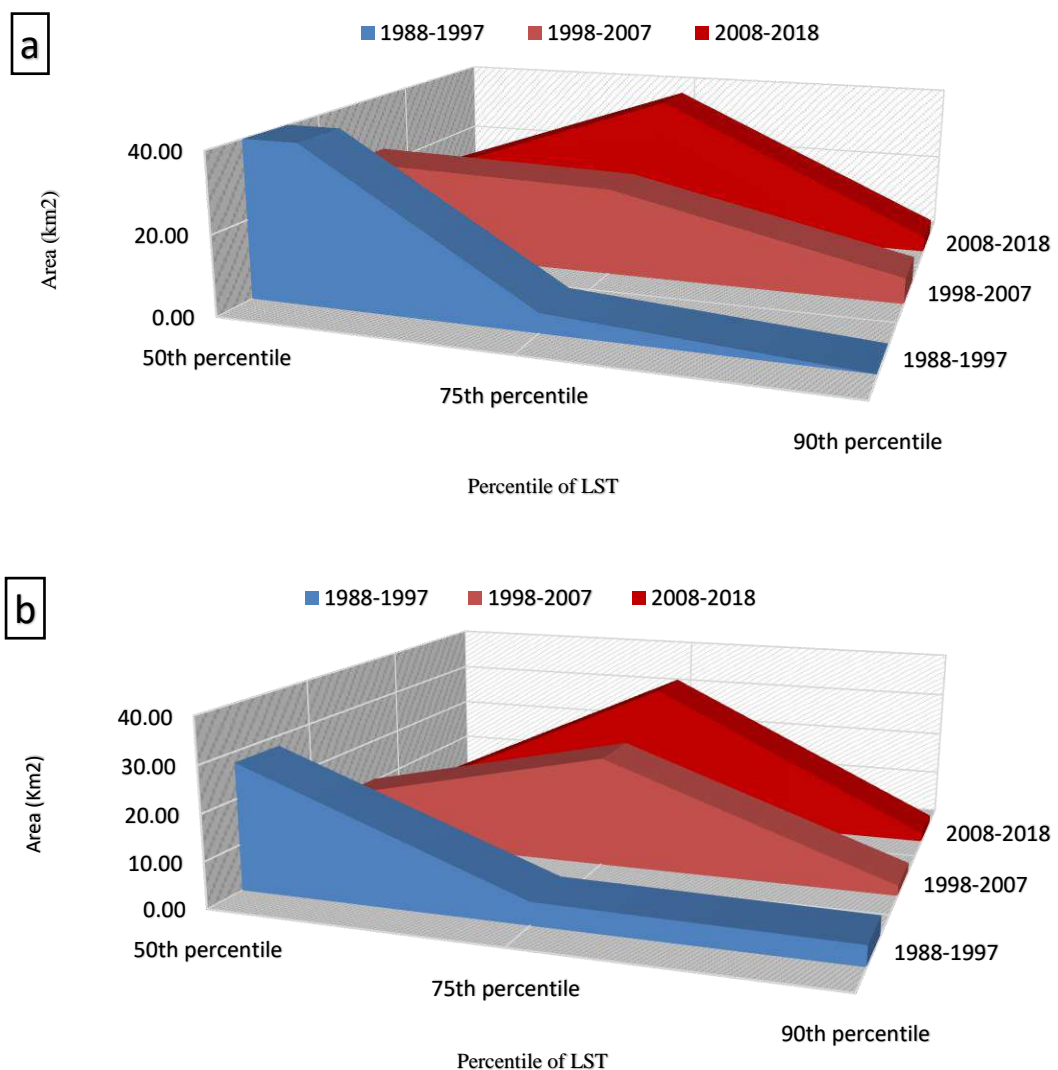 a
1988-1997 1998-2007 2008-2018
40.00
20.00
0.00
Area (km2)
50th percentile
75th percentile
90th percentile
2008-2018
1998-2007
1988-1997
Percentile of LST
b
1988-1997 1998-2007 2008-2018
40.00
30.00
20.00
10.00
0.00
Area (Km2)
50th percentile
75th percentile
90th percentile
2008-2018
1998-2007
1988-1997
Percentile of LST